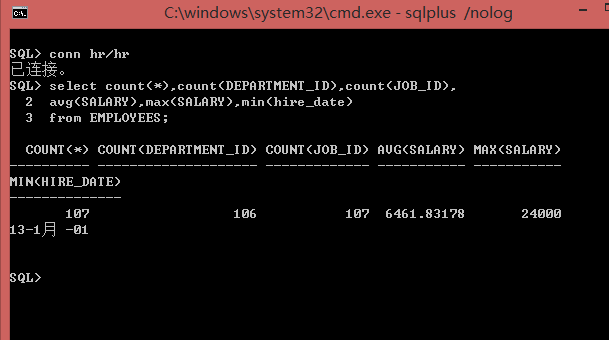 C:\windows\system32\cmd.exe - sqlplus  /nolog
SQL> conn hr/hr
已连接。
SQL> select count(*),count(DEPARTMENT_ID),count(JOB_ID),
  2  avg(SALARY),max(SALARY),min(hire_date)
  3  from EMPLOYEES;
  COUNT(*) COUNT(DEPARTMENT_ID) COUNT(JOB_ID) AVG(SALARY) MAX(SALARY)
---------- -------------------- ------------- ----------- -----------
MIN(HIRE_DATE)
--------------
       107                  106           107  6461.83178       24000
13-1月 -01
SQL>